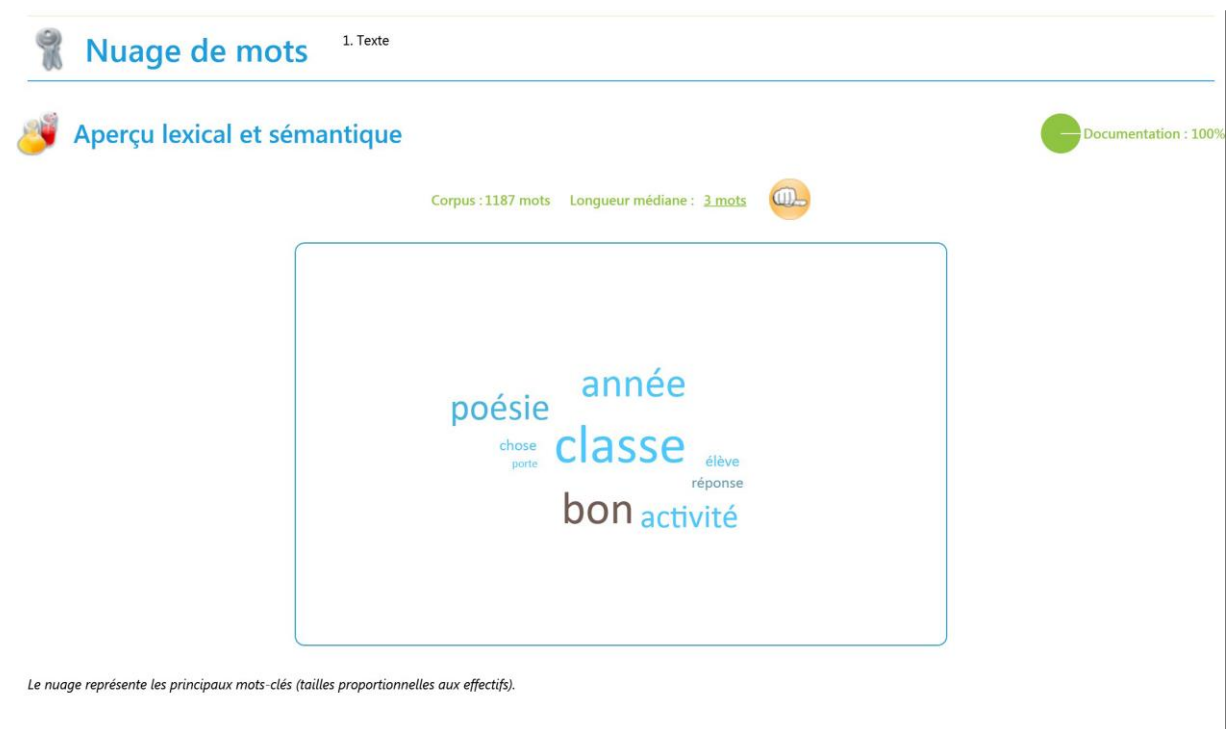 Nuage de mots
1. Texte
Aperçu lexical et sémantique
Documentation : 100%
Corpus : 1187 mots Longueur médiane : 3 mots
année
poésie
chose classe
porte élève
réponse
bon activité
Le nuage représente les principaux mots-clés (tailles proportionnelles aux effectifs).